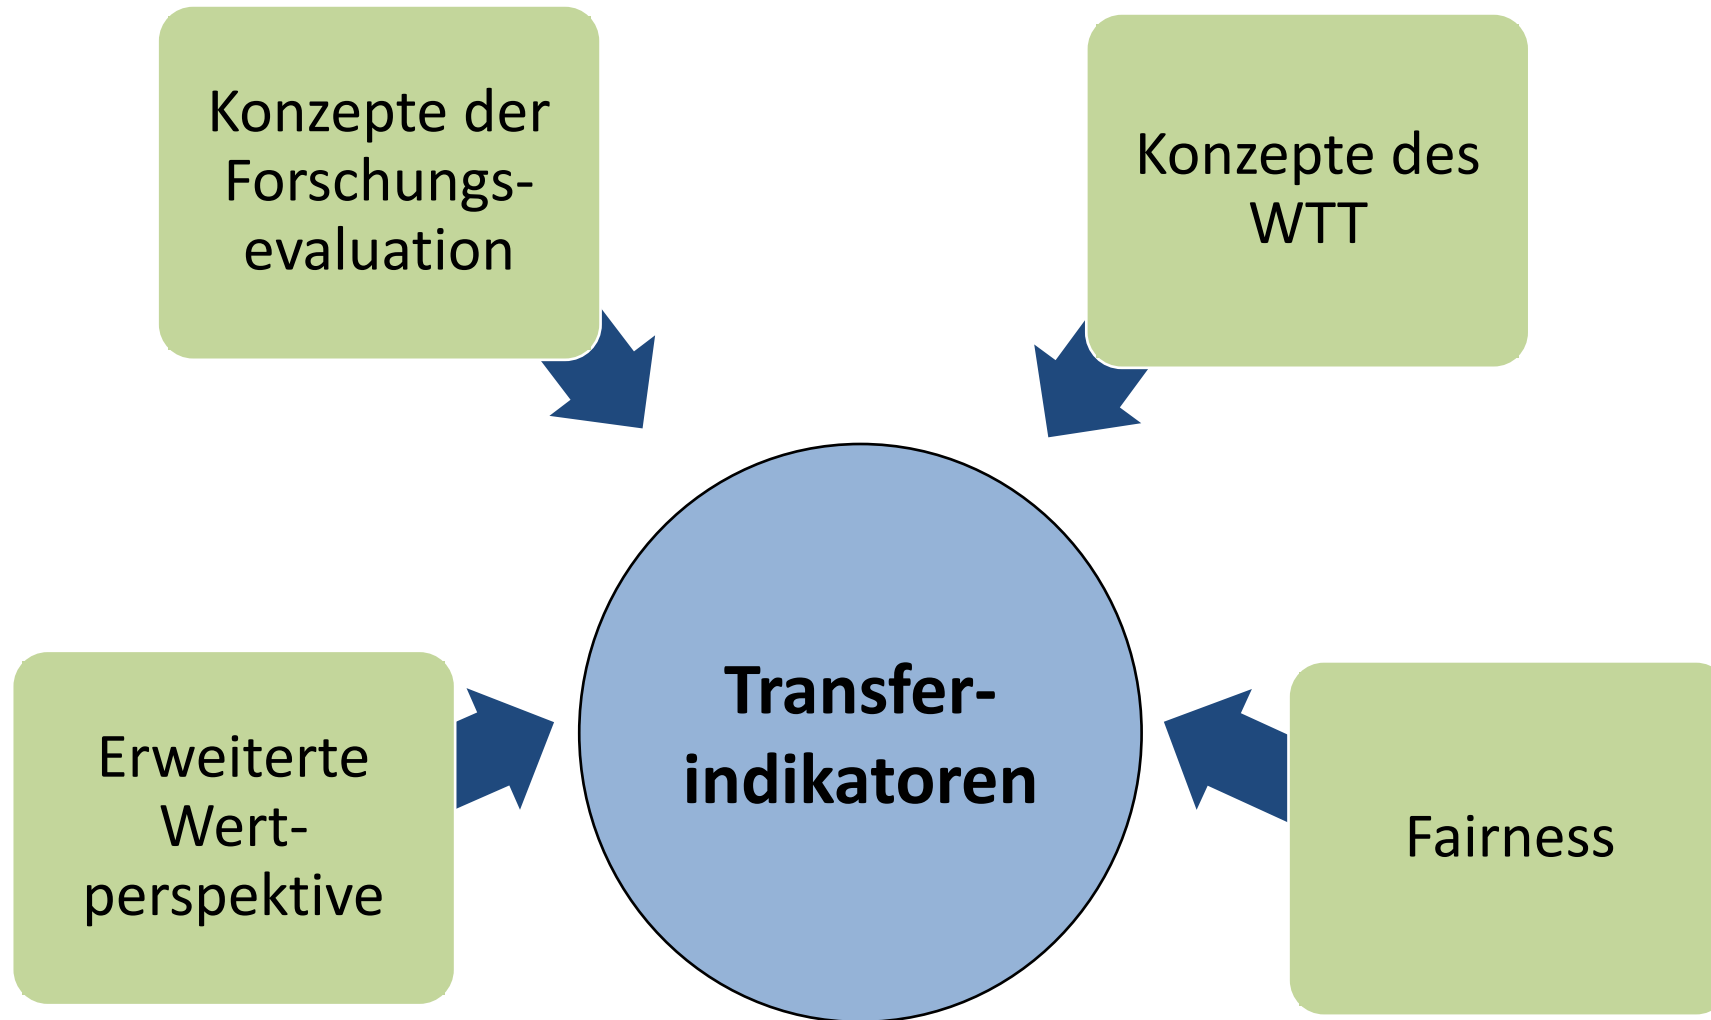 Konzepte der
Forschungs-
evaluation
Konzepte des
WTT
Transfer-
indikatoren
Erweiterte
Wert-
perspektive
Fairness